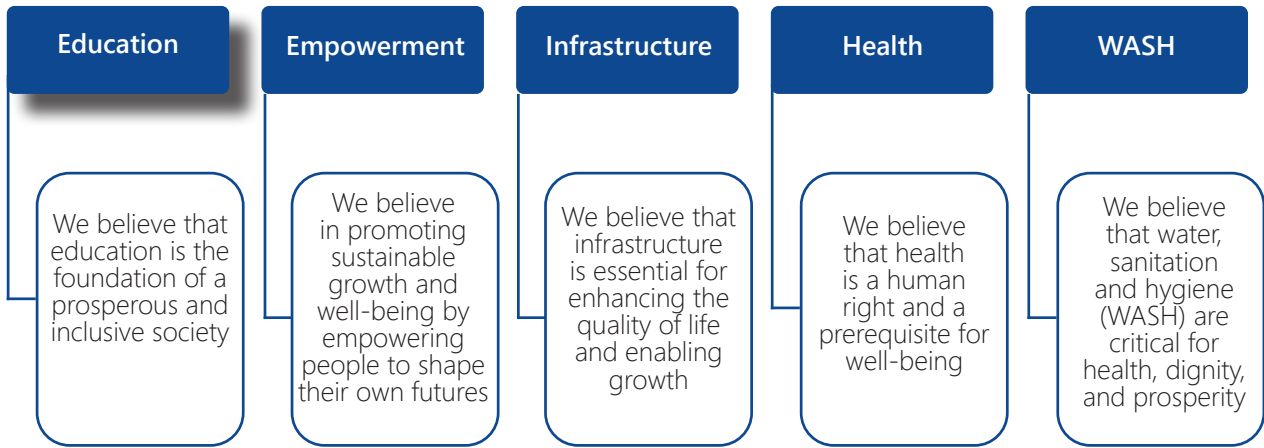 Education
We believe that
education is the
foundation of a
prosperous and
inclusive society
Empowerment
We believe
in promoting
sustainable
growth and
well-being by
empowering
people to shape
their own futures
Infrastructure
We believe that
infrastructure
is essential for
enhancing the
quality of life
and enabling
growth
Health
We believe
that health
is a human
right and a
prerequisite for
well-being
WASH
We believe
that water,
sanitation
and hygiene
(WASH) are
critical for
health, dignity,
and prosperity